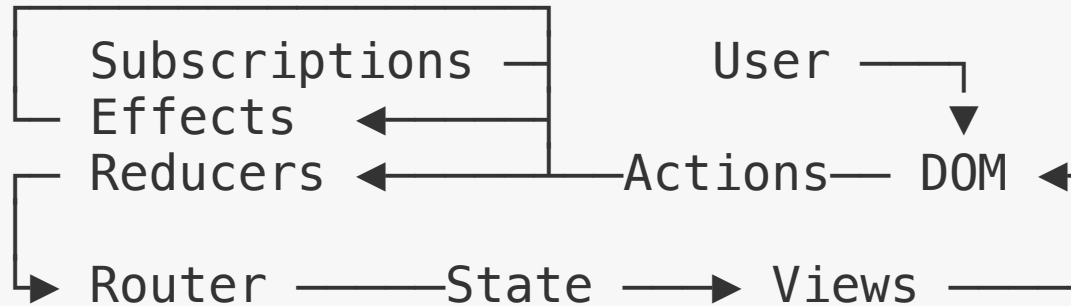 Subscriptions User
Effects
Reducers Actions DOM
Router State Views